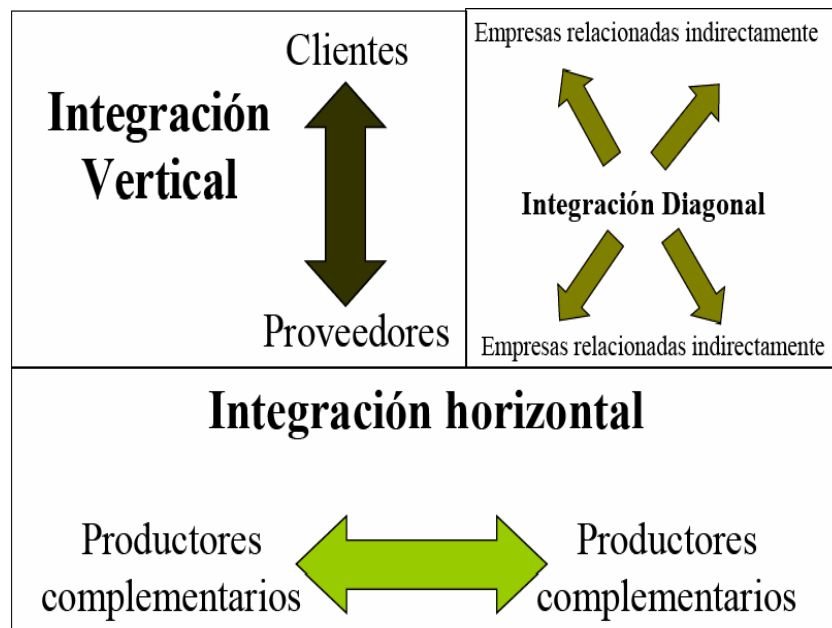 Clientes
Integración
Vertical
Proveedores
Empresas relacionadas indirectamente
Integración Diagonal
Empresas relacionadas indirectamente
Integración horizontal
Productores
complementarios
Productores
complementarios